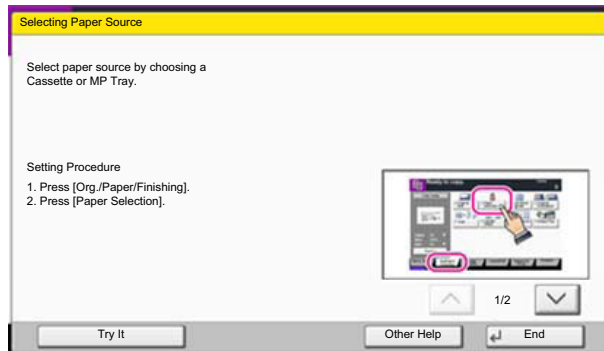 Selecting Paper Source
Select paper source by choosing a
Cassette or MP Tray.
Setting Procedure
1. Press [Org./Paper/Finishing].
2. Press [Paper Selection].
1/2
Try It
Other Help
End